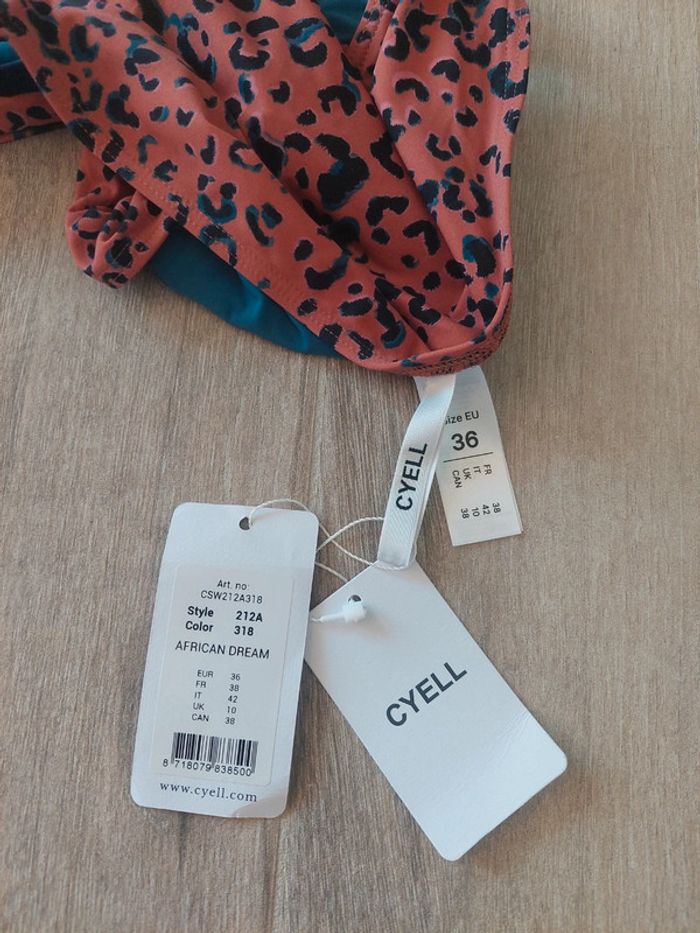 Size EU
36
FR 38
IT 42
UK 10
CAN 38
CYELL
Art. no:
CSW212A318
Style 212A
Color 318
AFRICAN DREAM
EUR 36
FR 38
IT 42
UK 10
CAN 38
8 718079 838500
www.cyell.com
CYELL